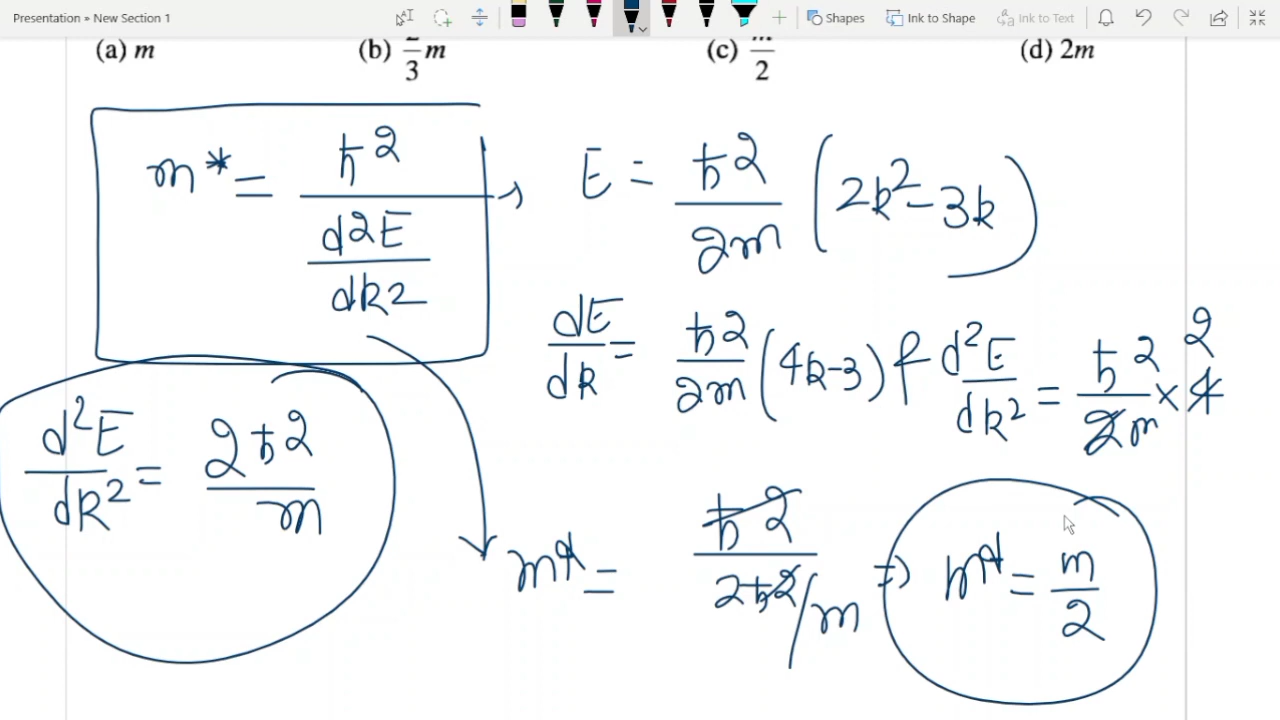 Presentation » New Section 1
Shapes Ink to Shape Ink to Text
(a) m (b) 2/3 m (c) m/2 (d) 2m
m* = ħ² / (d²E/dk²) → E = ħ²/2m (2k² - 3k)
dE/dk = ħ²/2m (4k-3) & d²E/dk² = ħ²/2m × 4 2
d²E/dk² = 2ħ²/m
m* = ħ² / (2ħ²/m) ⇒ m* = m/2